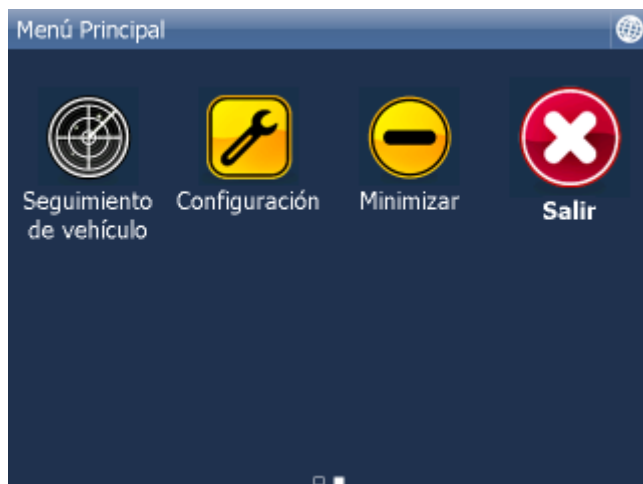 Menú Principal
Seguimiento
de vehículo
Configuración
Minimizar
Salir